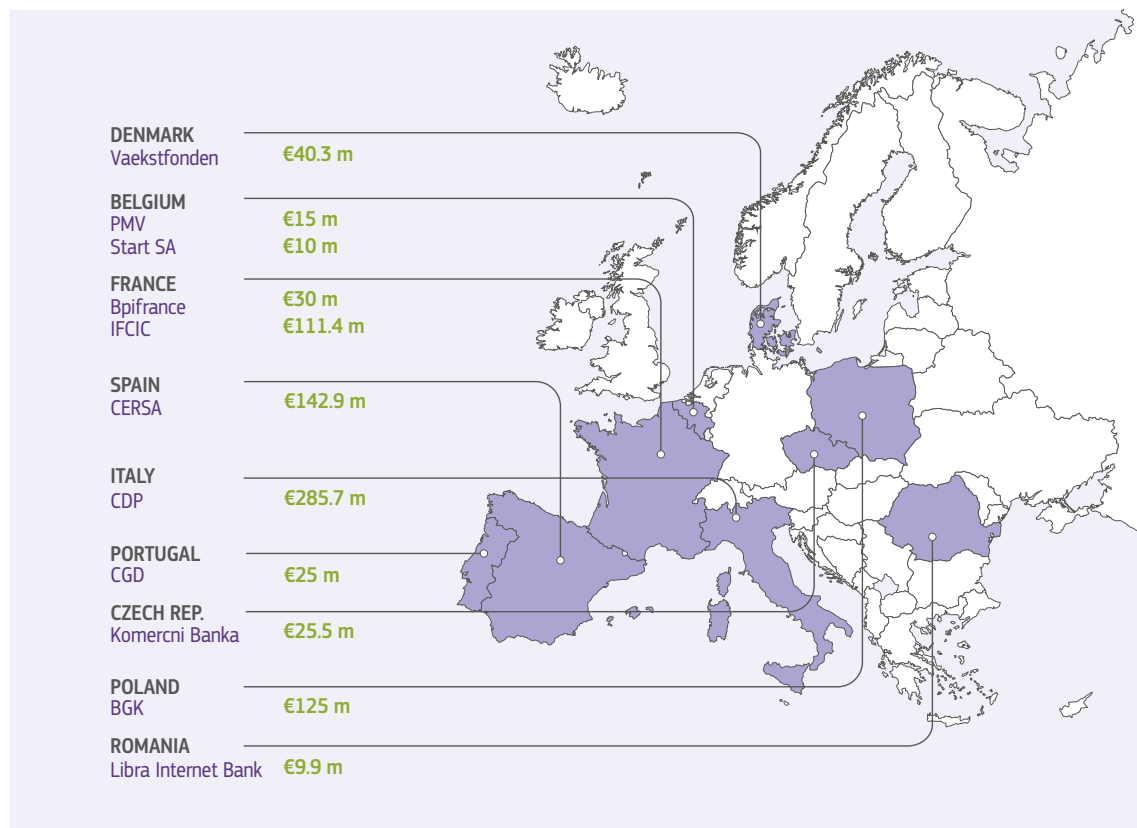 DENMARK
Vaekstfonden €40.3 m
BELGIUM
PMV €15 m
Start SA €10 m
FRANCE
Bpifrance €30 m
IFCIC €111.4 m
SPAIN
CERSA €142.9 m
ITALY
CDP €285.7 m
PORTUGAL
CGD €25 m
CZECH REP.
Komercni Banka €25.5 m
POLAND
BGK €125 m
ROMANIA
Libra Internet Bank €9.9 m